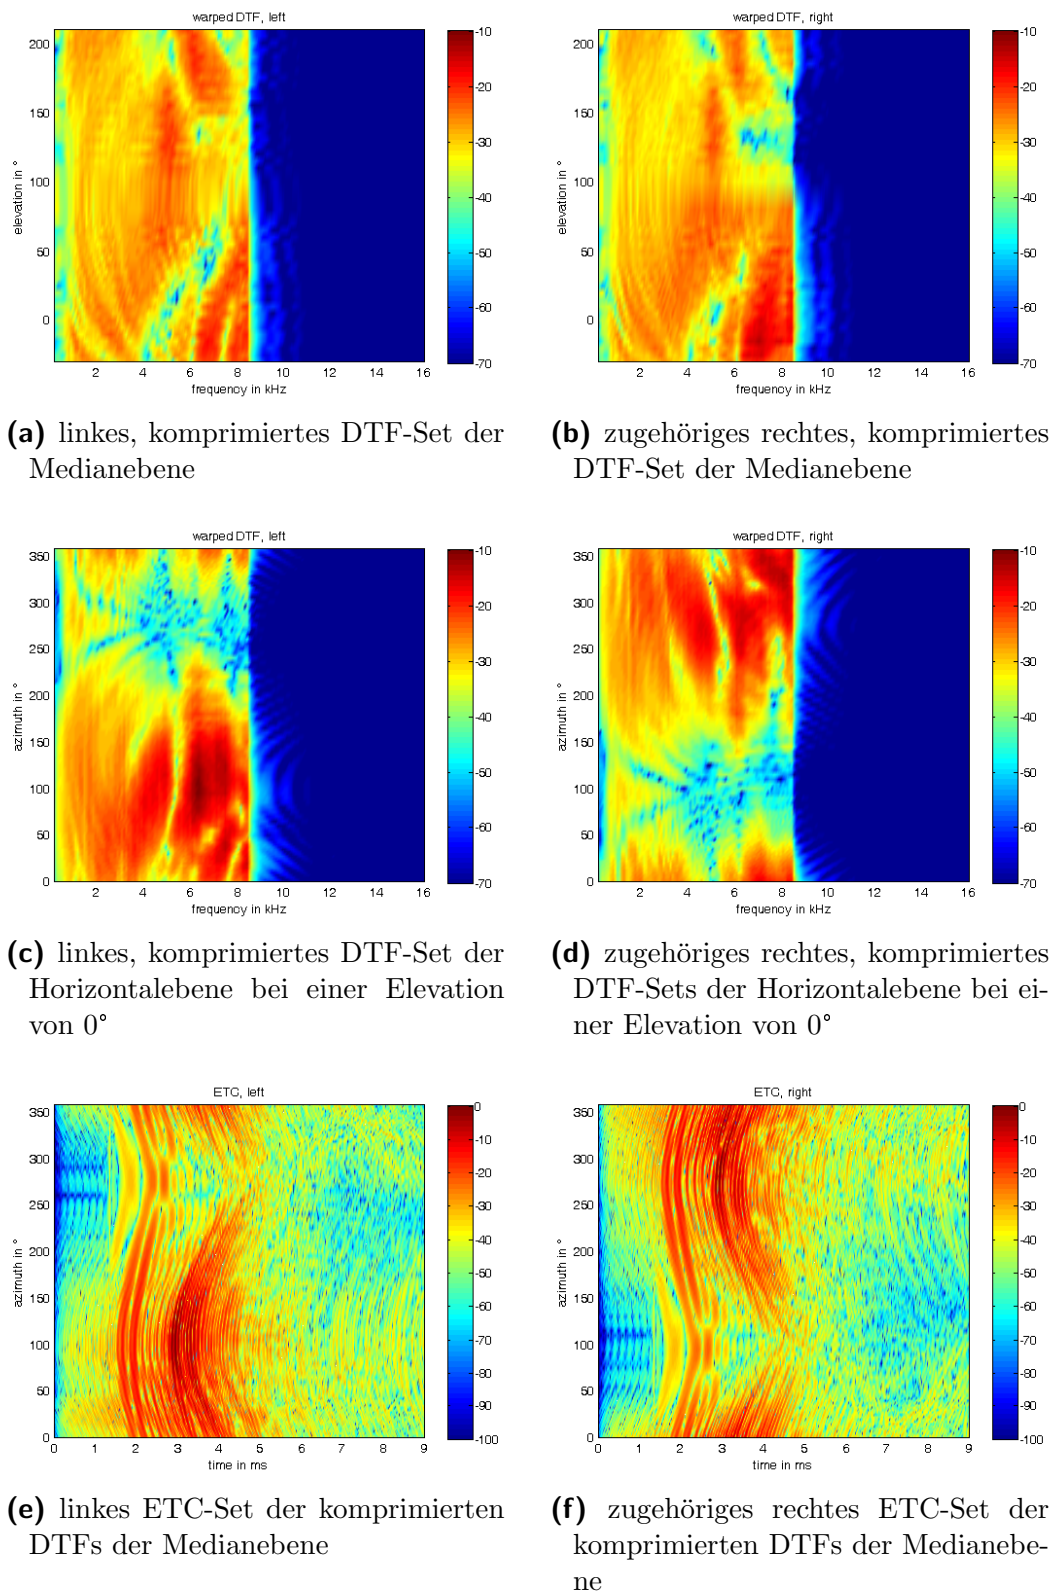 warped DTF, left
210
150
100
50
0
elevation in °
2 4 6 8 10 12 14 16
frequency in kHz
-10
-20
-30
-40
-50
-60
-70
warped DTF, right
210
150
100
50
0
elevation in °
2 4 6 8 10 12 14 16
frequency in kHz
-10
-20
-30
-40
-50
-60
-70
(a) linkes, komprimiertes DTF-Set der
Medianebene
(b) zugehöriges rechtes, komprimiertes
DTF-Set der Medianebene
warped DTF, left
350
300
250
200
150
100
50
0
azimuth in °
2 4 6 8 10 12 14 16
frequency in kHz
-10
-20
-30
-40
-50
-60
-70
warped DTF, right
350
300
250
200
150
100
50
0
azimuth in °
2 4 6 8 10 12 14 16
frequency in kHz
-10
-20
-30
-40
-50
-60
-70
(c) linkes, komprimiertes DTF-Set der
Horizontalebene bei einer Elevation
von 0°
(d) zugehöriges rechtes, komprimiertes
DTF-Sets der Horizontalebene bei ei-
ner Elevation von 0°
ETC, left
350
300
250
200
150
100
50
0
azimuth in °
0 1 2 3 4 5 6 7 8 9
time in ms
0
-10
-20
-30
-40
-50
-60
-70
-80
-90
-100
ETC, right
350
300
250
200
150
100
50
0
azimuth in °
0 1 2 3 4 5 6 7 8 9
time in ms
0
-10
-20
-30
-40
-50
-60
-70
-80
-90
-100
(e) linkes ETC-Set der komprimierten
DTFs der Medianebene
(f) zugehöriges rechtes ETC-Set der
komprimierten DTFs der Medianebe-
ne